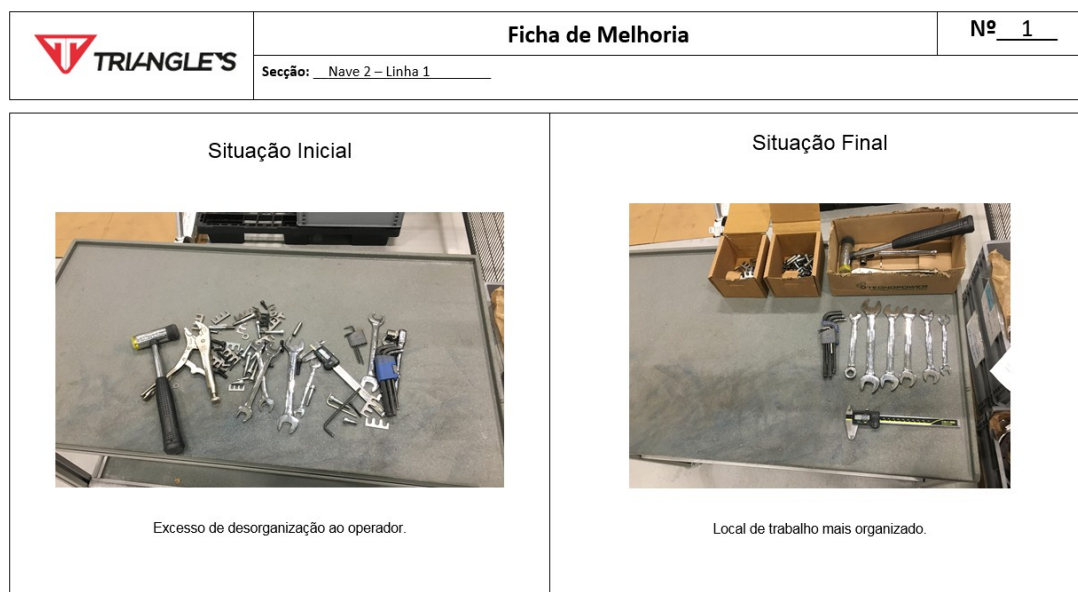 TRIANGLE'S
Ficha de Melhoria
Nº 1
Secção: Nave 2 – Linha 1
Situação Inicial
Situação Final
Excesso de desorganização ao operador.
Local de trabalho mais organizado.